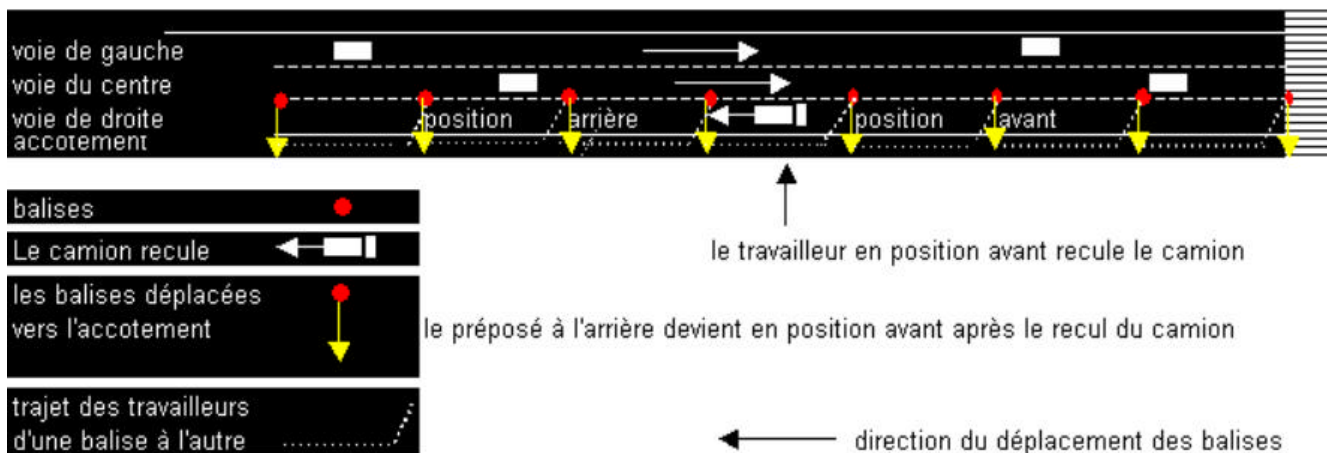 voie de gauche
voie du centre
voie de droite position arrière position avant
accotement
balises
Le camion recule
le travailleur en position avant recule le camion
les balises déplacées
vers l'accotement
le préposé à l'arrière devient en position avant après le recul du camion
trajet des travailleurs
d'une balise à l'autre
direction du déplacement des balises